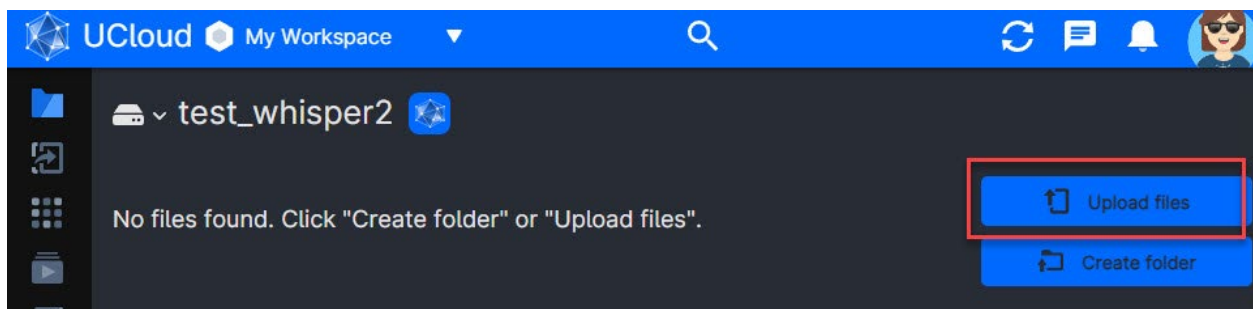 UCloud My Workspace
test_whisper2
No files found. Click "Create folder" or "Upload files".
Upload files
Create folder